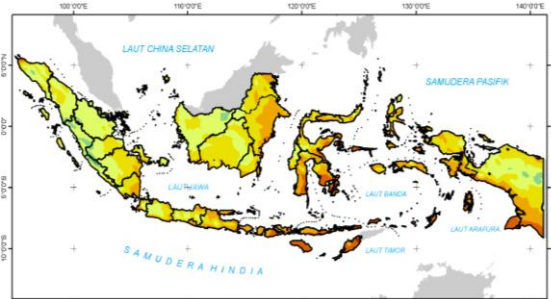 100°0'0"E 110°0'0"E 120°0'0"E 130°0'0"E 140°0'0"E
LAUT CHINA SELATAN
SAMUDERA PASIFIK
LAUT JAWA
LAUT BANDA
LAUT ARAFURA
LAUT TIMOR
SAMUDERA HINDIA